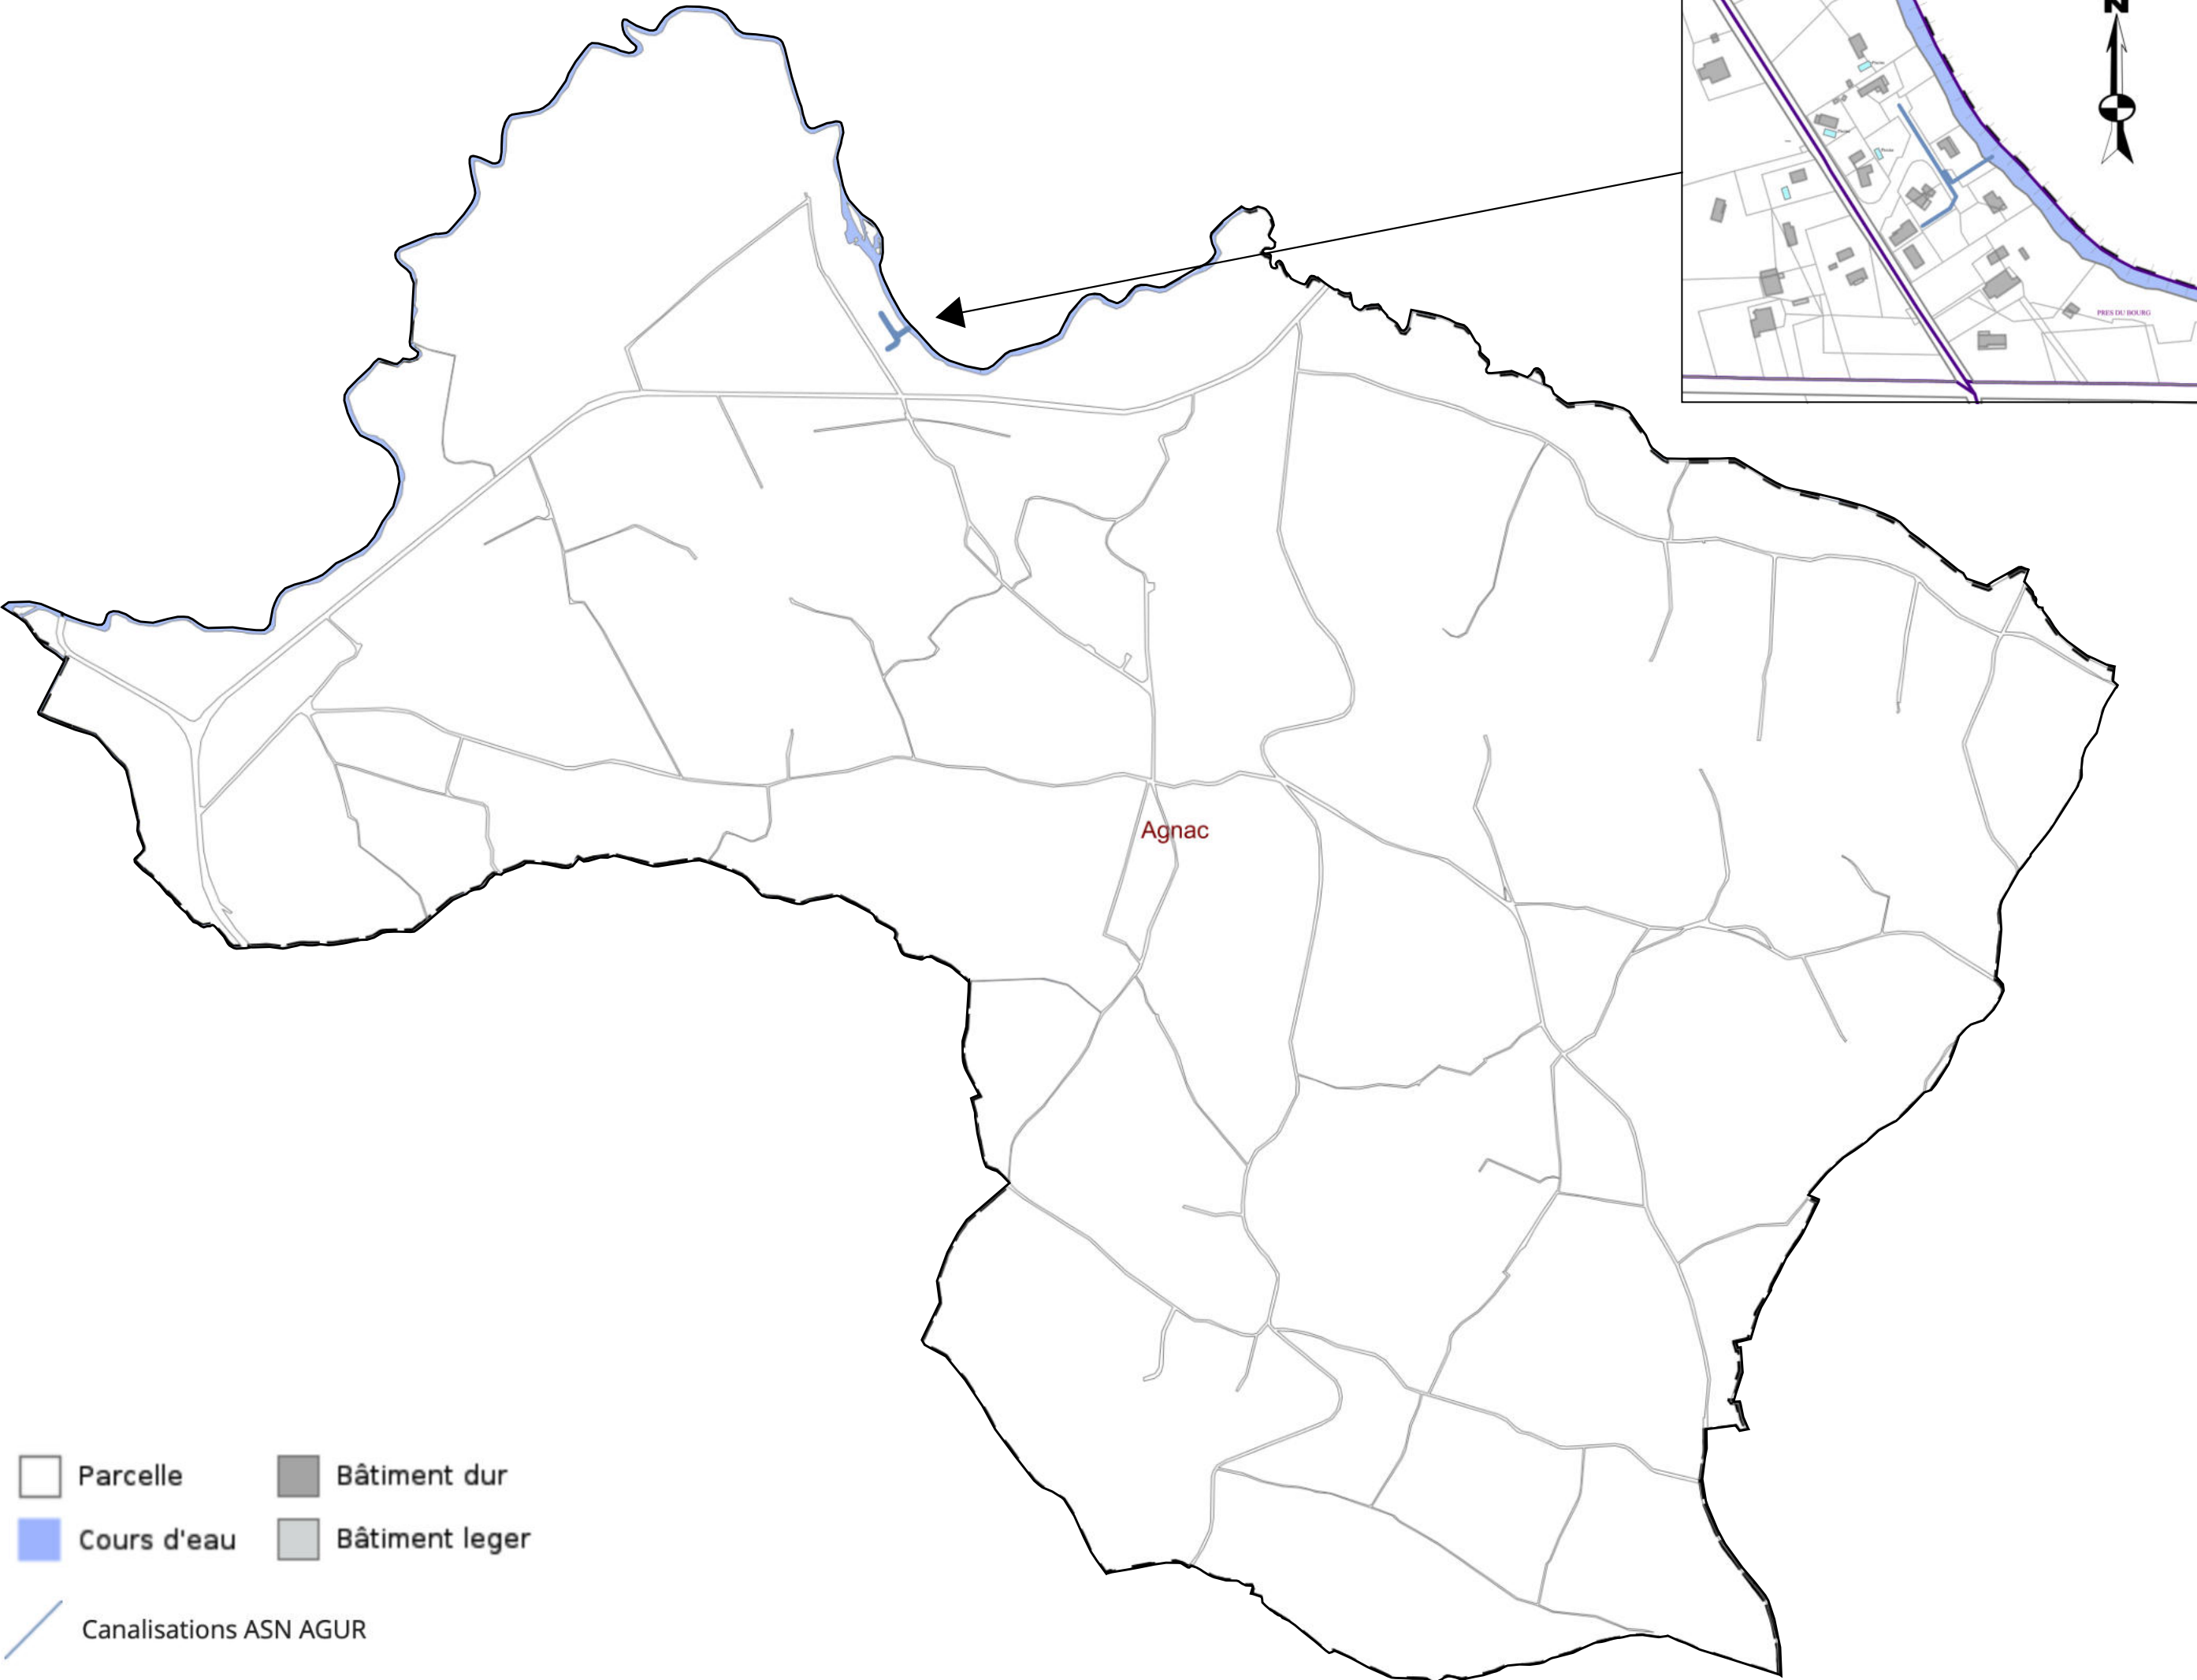 N
PRES DU BOURG
Agnac
Parcelle
Bâtiment dur
Cours d'eau
Bâtiment leger
Canalisations ASN AGUR